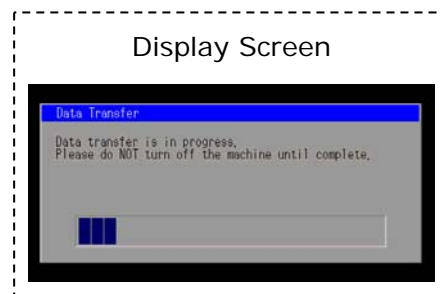 Display Screen
Data Transfer
Data transfer is in progress.
Please do NOT turn off the machine until complete.